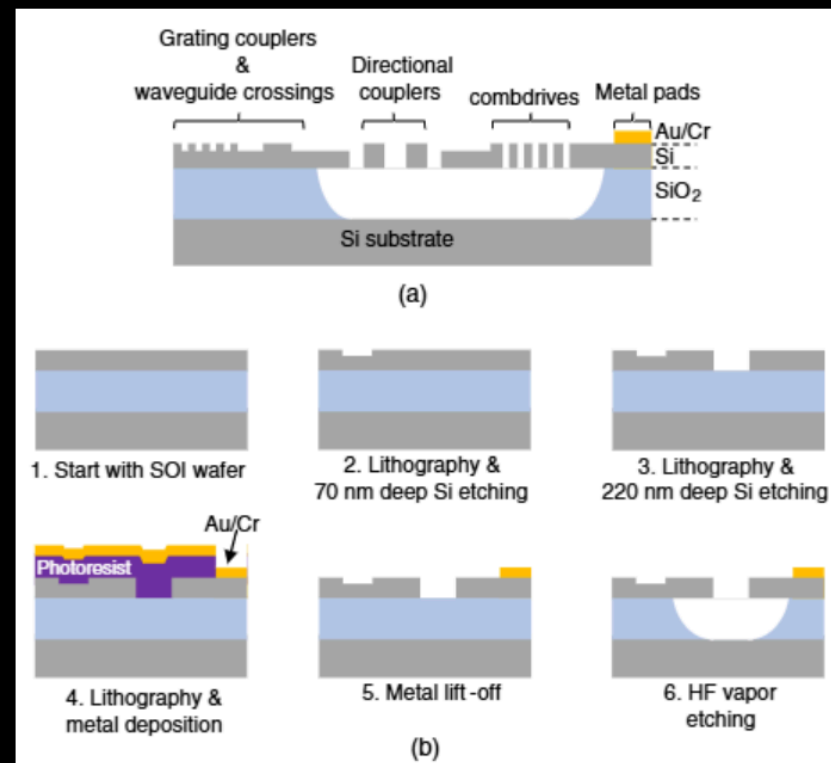 Grating couplers
&
waveguide crossings
Directional
couplers
combdrives
Metal pads
Au/Cr
Si
SiO₂
Si substrate
(a)
1. Start with SOI wafer
2. Lithography &
70 nm deep Si etching
3. Lithography &
220 nm deep Si etching
Au/Cr
Photoresist
4. Lithography &
metal deposition
5. Metal lift-off
6. HF vapor
etching
(b)